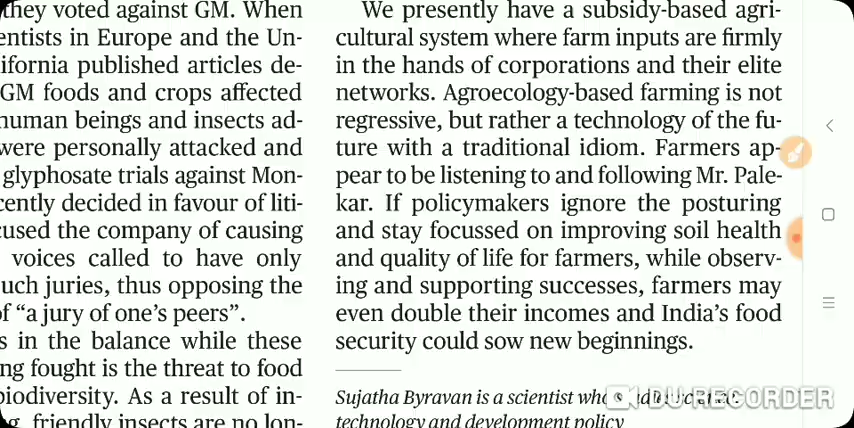 they voted against GM. When
entists in Europe and the Un-
ifornia published articles de-
GM foods and crops affected
human beings and insects ad-
were personally attacked and
glyphosate trials against Mon-
cently decided in favour of liti-
cused the company of causing
voices called to have only
uch juries, thus opposing the
of “a jury of one’s peers”.
s in the balance while these
ng fought is the threat to food
biodiversity. As a result of in-
g, friendly insects are no lon-
We presently have a subsidy-based agri-
cultural system where farm inputs are firmly
in the hands of corporations and their elite
networks. Agroecology-based farming is not
regressive, but rather a technology of the fu-
ture with a traditional idiom. Farmers ap-
pear to be listening to and following Mr. Pale-
kar. If policymakers ignore the posturing
and stay focussed on improving soil health
and quality of life for farmers, while observ-
ing and supporting successes, farmers may
even double their incomes and India’s food
security could sow new beginnings.
Sujatha Byravan is a scientist who
technology and development policy
DU RECORDER